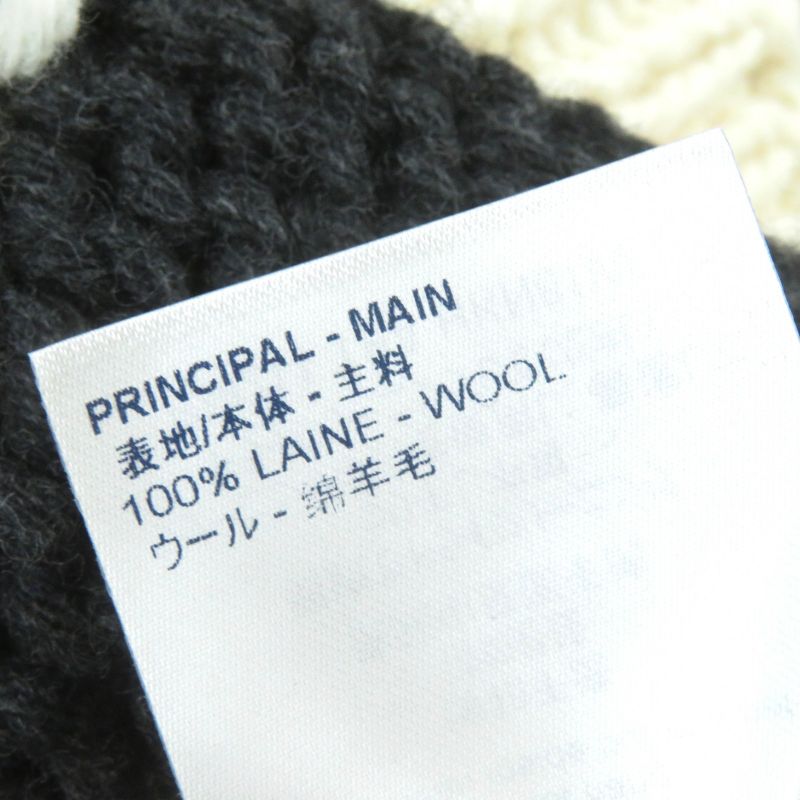 PRINCIPAL - MAIN
表地/本体 - 主料
100% LAINE - WOOL
ウール - 绵羊毛